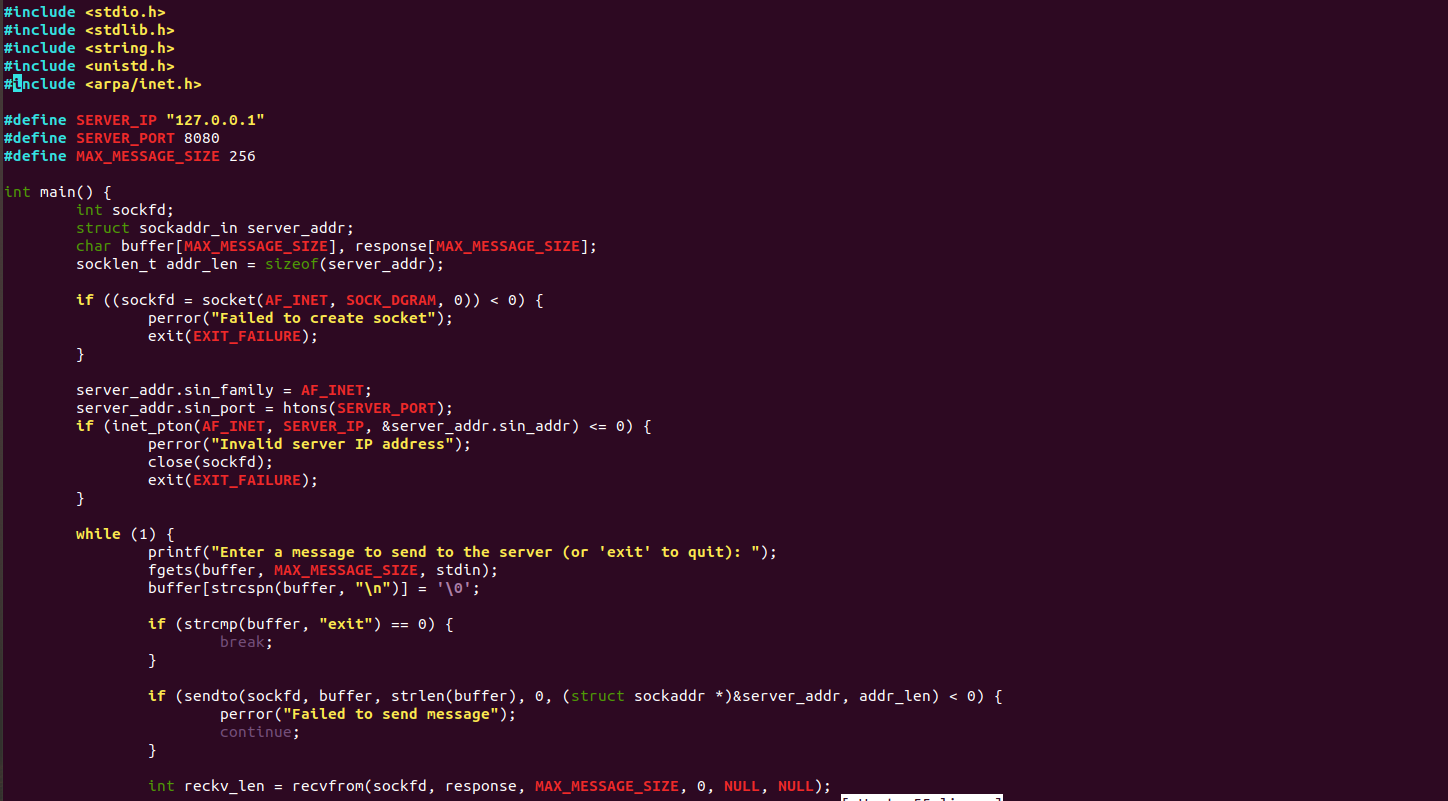 #include <stdio.h>
#include <stdlib.h>
#include <string.h>
#include <unistd.h>
#include <arpa/inet.h>

#define SERVER_IP "127.0.0.1"
#define SERVER_PORT 8080
#define MAX_MESSAGE_SIZE 256

int main() {
        int sockfd;
        struct sockaddr_in server_addr;
        char buffer[MAX_MESSAGE_SIZE], response[MAX_MESSAGE_SIZE];
        socklen_t addr_len = sizeof(server_addr);

        if ((sockfd = socket(AF_INET, SOCK_DGRAM, 0)) < 0) {
                perror("Failed to create socket");
                exit(EXIT_FAILURE);
        }

        server_addr.sin_family = AF_INET;
        server_addr.sin_port = htons(SERVER_PORT);
        if (inet_pton(AF_INET, SERVER_IP, &server_addr.sin_addr) <= 0) {
                perror("Invalid server IP address");
                close(sockfd);
                exit(EXIT_FAILURE);
        }

        while (1) {
                printf("Enter a message to send to the server (or 'exit' to quit): ");
                fgets(buffer, MAX_MESSAGE_SIZE, stdin);
                buffer[strcspn(buffer, "\n")] = '\0';

                if (strcmp(buffer, "exit") == 0) {
                        break;
                }

                if (sendto(sockfd, buffer, strlen(buffer), 0, (struct sockaddr *)&server_addr, addr_len) < 0) {
                        perror("Failed to send message");
                        continue;
                }

                int reckv_len = recvfrom(sockfd, response, MAX_MESSAGE_SIZE, 0, NULL, NULL);